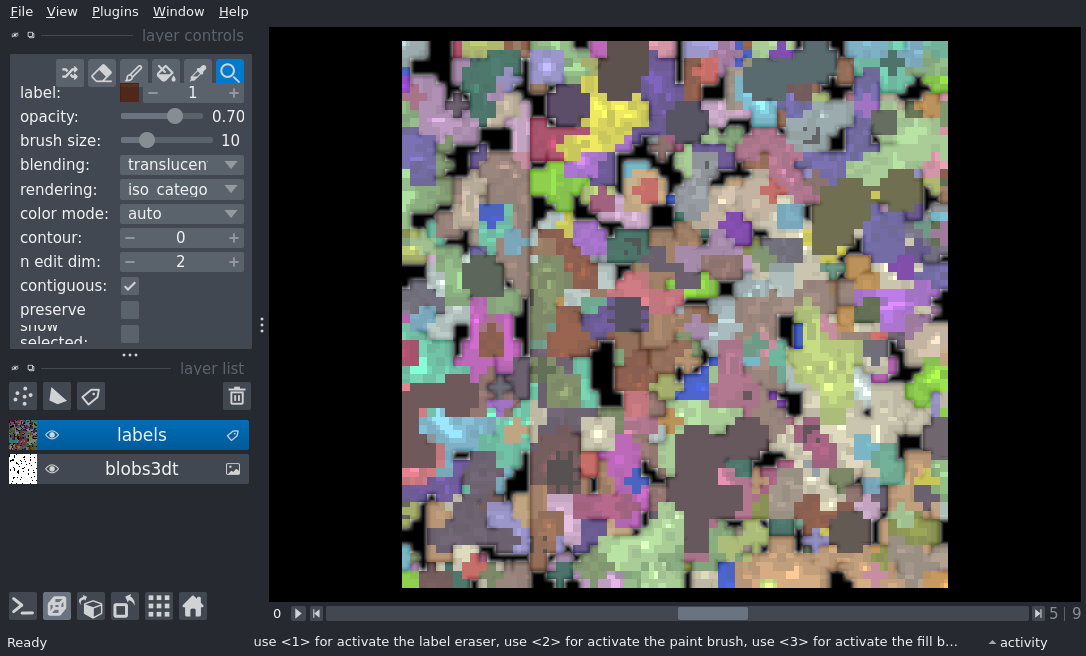 File View Plugins Window Help
layer controls
label: 1
opacity: 0.70
brush size: 10
blending: translucen
rendering: iso_catego
color mode: auto
contour: 0
n edit dim: 2
contiguous:
preserve
show
selected:
layer list
labels
blobs3dt
0 5 | 9
Ready use <1> for activate the label eraser, use <2> for activate the paint brush, use <3> for activate the fill b... activity